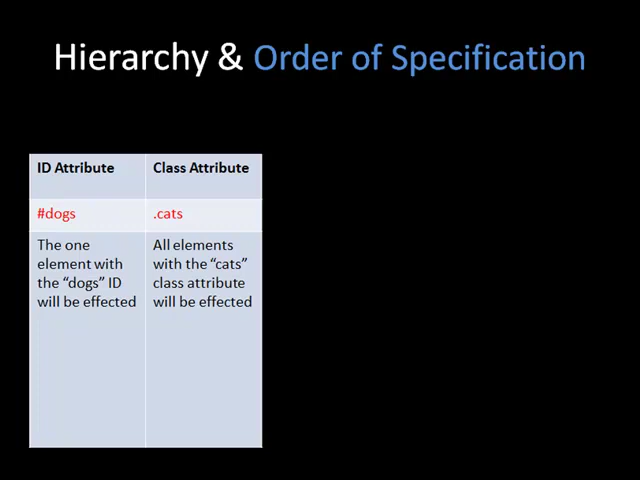 Hierarchy & Order of Specification
ID Attribute
Class Attribute
#dogs
.cats
The one
element with
the “dogs” ID
will be effected
All elements
with the “cats”
class attribute
will be effected